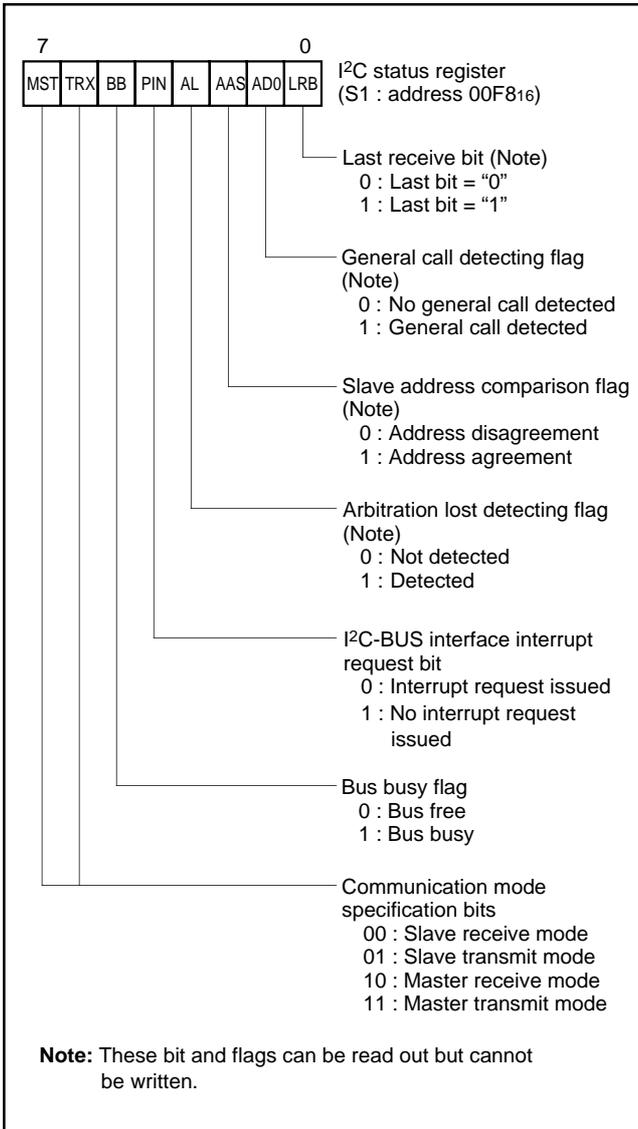 7 0
MST TRX BB PIN AL AAS AD0 LRB
I2C status register
(S1 : address 00F816)
Last receive bit (Note)
0 : Last bit = “0”
1 : Last bit = “1”
General call detecting flag
(Note)
0 : No general call detected
1 : General call detected
Slave address comparison flag
(Note)
0 : Address disagreement
1 : Address agreement
Arbitration lost detecting flag
(Note)
0 : Not detected
1 : Detected
I2C-BUS interface interrupt
request bit
0 : Interrupt request issued
1 : No interrupt request
issued
Bus busy flag
0 : Bus free
1 : Bus busy
Communication mode
specification bits
00 : Slave receive mode
01 : Slave transmit mode
10 : Master receive mode
11 : Master transmit mode
Note: These bit and flags can be read out but cannot
be written.